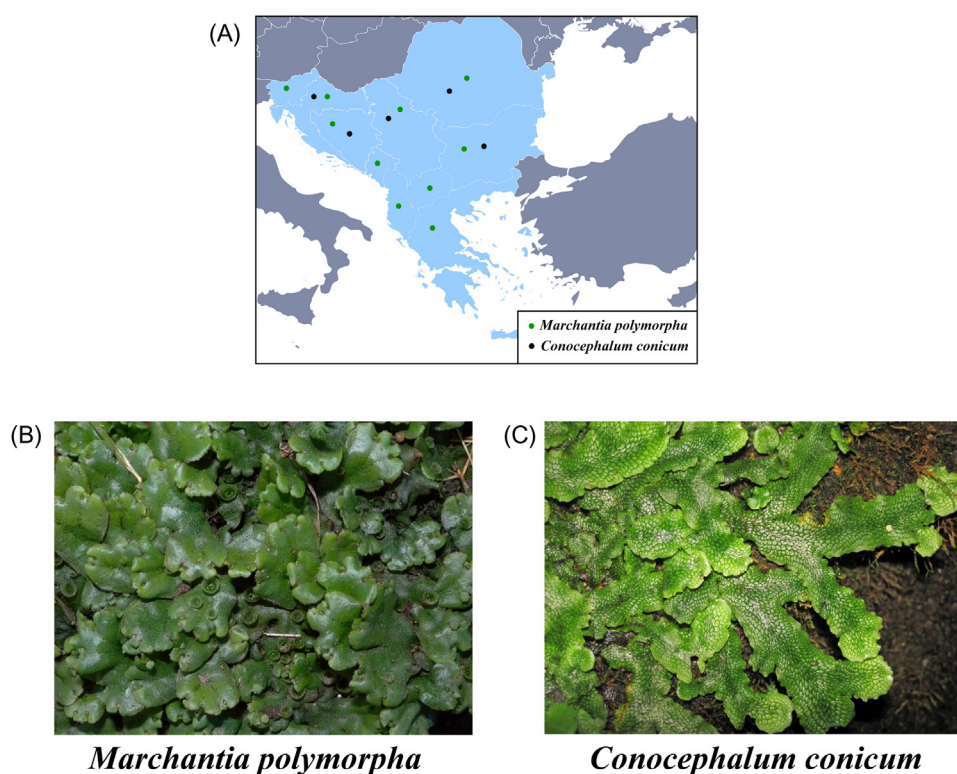 (A)
Marchantia polymorpha
Conocephalum conicum
(B)
(C)
Marchantia polymorpha
Conocephalum conicum